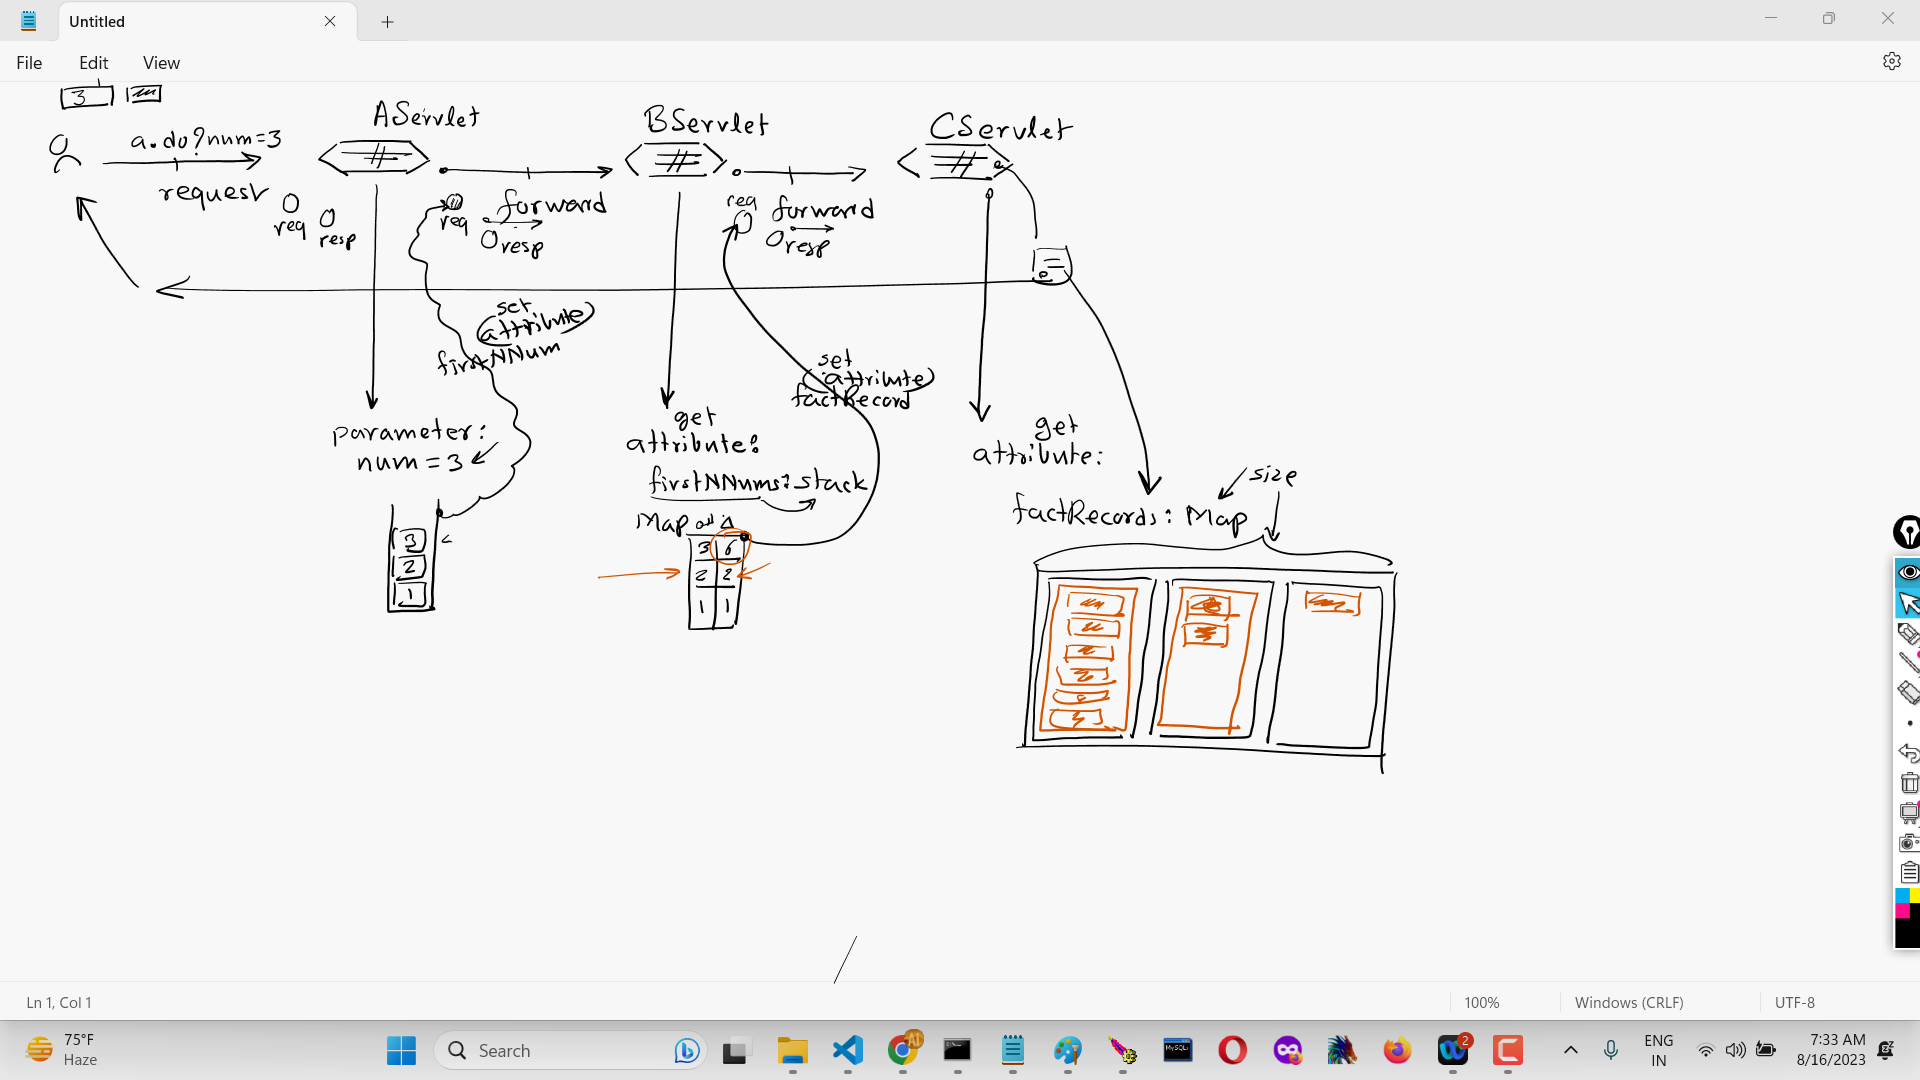 Untitled
File Edit View
3
AServlet
BServlet
CServlet
a.do?num=3
request
req
resp
req
forward
resp
req
forward
resp
set
attribute
firstNNum
set
attribute
factRecord
parameter:
num = 3
get
attribute:
firstNNums: stack
Map
get
attribute:
size
factRecords: Map
3
2
1
3 6
2 2
1 1
Ln 1, Col 1
100%
Windows (CRLF)
UTF-8
75°F
Haze
Search
AI
MySQL
2
ENG
IN
7:33 AM
8/16/2023